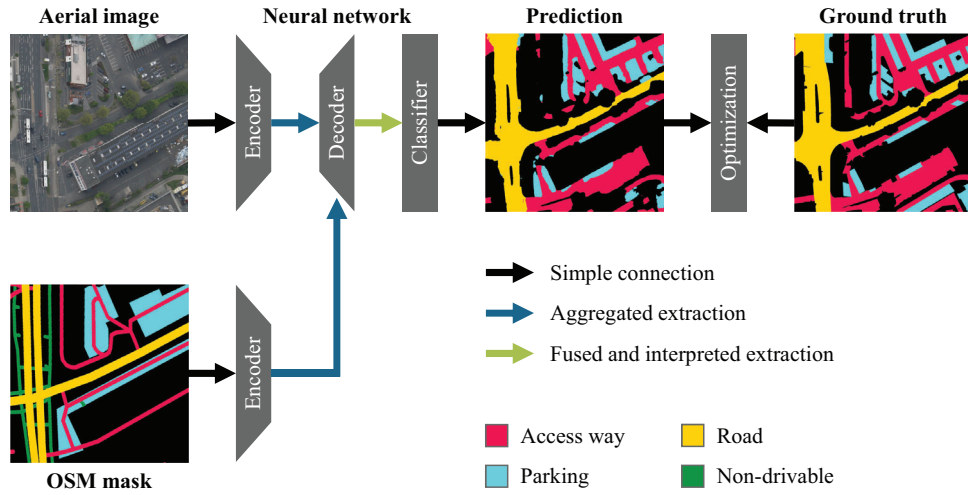 Aerial image
Neural network
Prediction
Ground truth
Encoder
Decoder
Classifier
Optimization
Encoder
OSM mask
Simple connection
Aggregated extraction
Fused and interpreted extraction
Access way
Road
Parking
Non-drivable